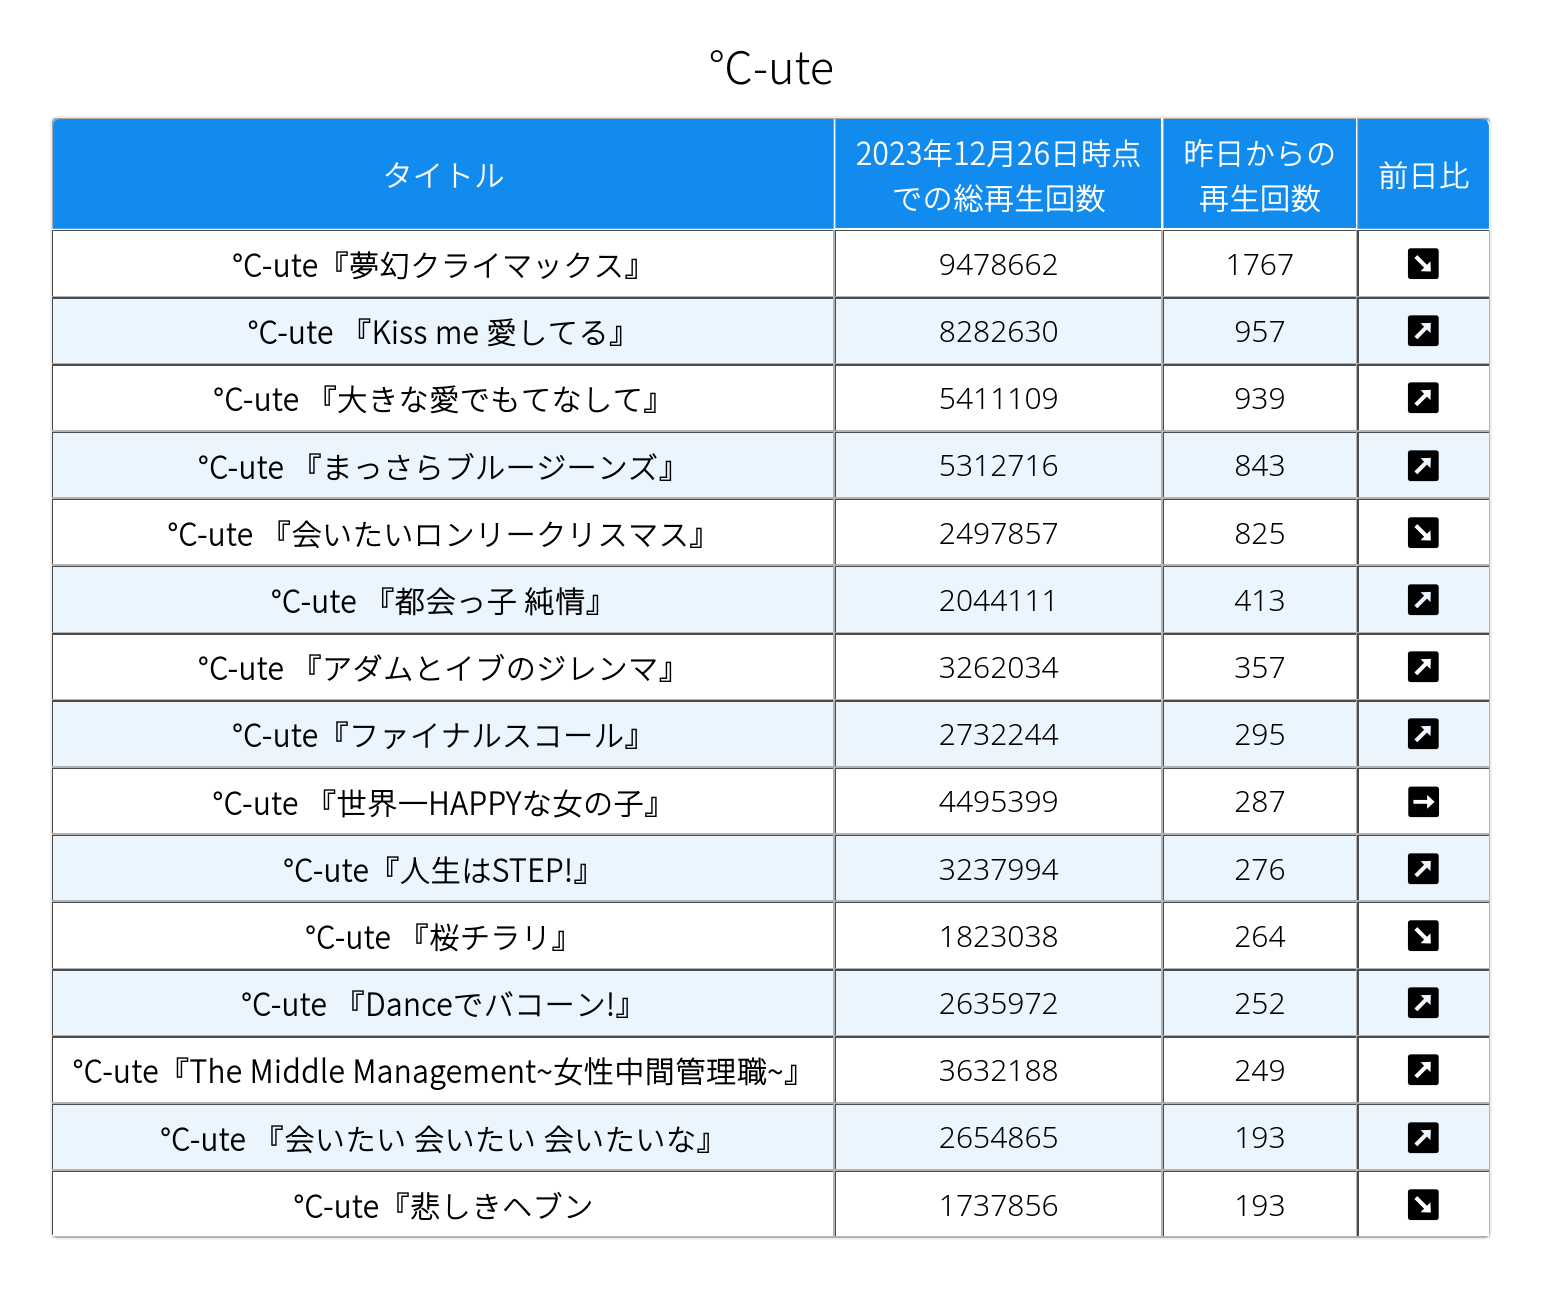 ℃-ute
タイトル
2023年12月26日時点
での総再生回数
昨日からの
再生回数
前日比
℃-ute『夢幻クライマックス』 9478662 1767 ↘
℃-ute 『Kiss me 愛してる』 8282630 957 ↗
℃-ute 『大きな愛でもてなして』 5411109 939 ↗
℃-ute 『まっさらブルージーンズ』 5312716 843 ↗
℃-ute 『会いたいロンリークリスマス』 2497857 825 ↘
℃-ute 『都会っ子 純情』 2044111 413 ↗
℃-ute 『アダムとイブのジレンマ』 3262034 357 ↗
℃-ute『ファイナルスコール』 2732244 295 ↗
℃-ute 『世界一HAPPYな女の子』 4495399 287 →
℃-ute『人生はSTEP!』 3237994 276 ↗
℃-ute 『桜チラリ』 1823038 264 ↘
℃-ute 『Danceでバコーン!』 2635972 252 ↗
℃-ute『The Middle Management~女性中間管理職~』 3632188 249 ↗
℃-ute 『会いたい 会いたい 会いたいな』 2654865 193 ↗
℃-ute『悲しきヘブン 1737856 193 ↘